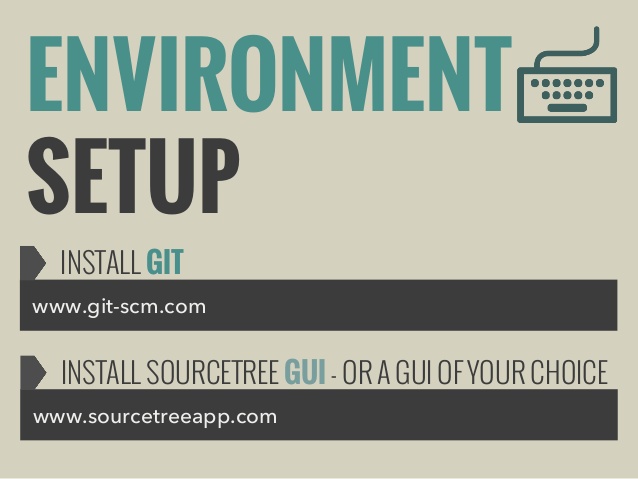 ENVIRONMENT
SETUP
INSTALL GIT
www.git-scm.com
INSTALL SOURCETREE GUI - OR A GUI OF YOUR CHOICE
www.sourcetreeapp.com